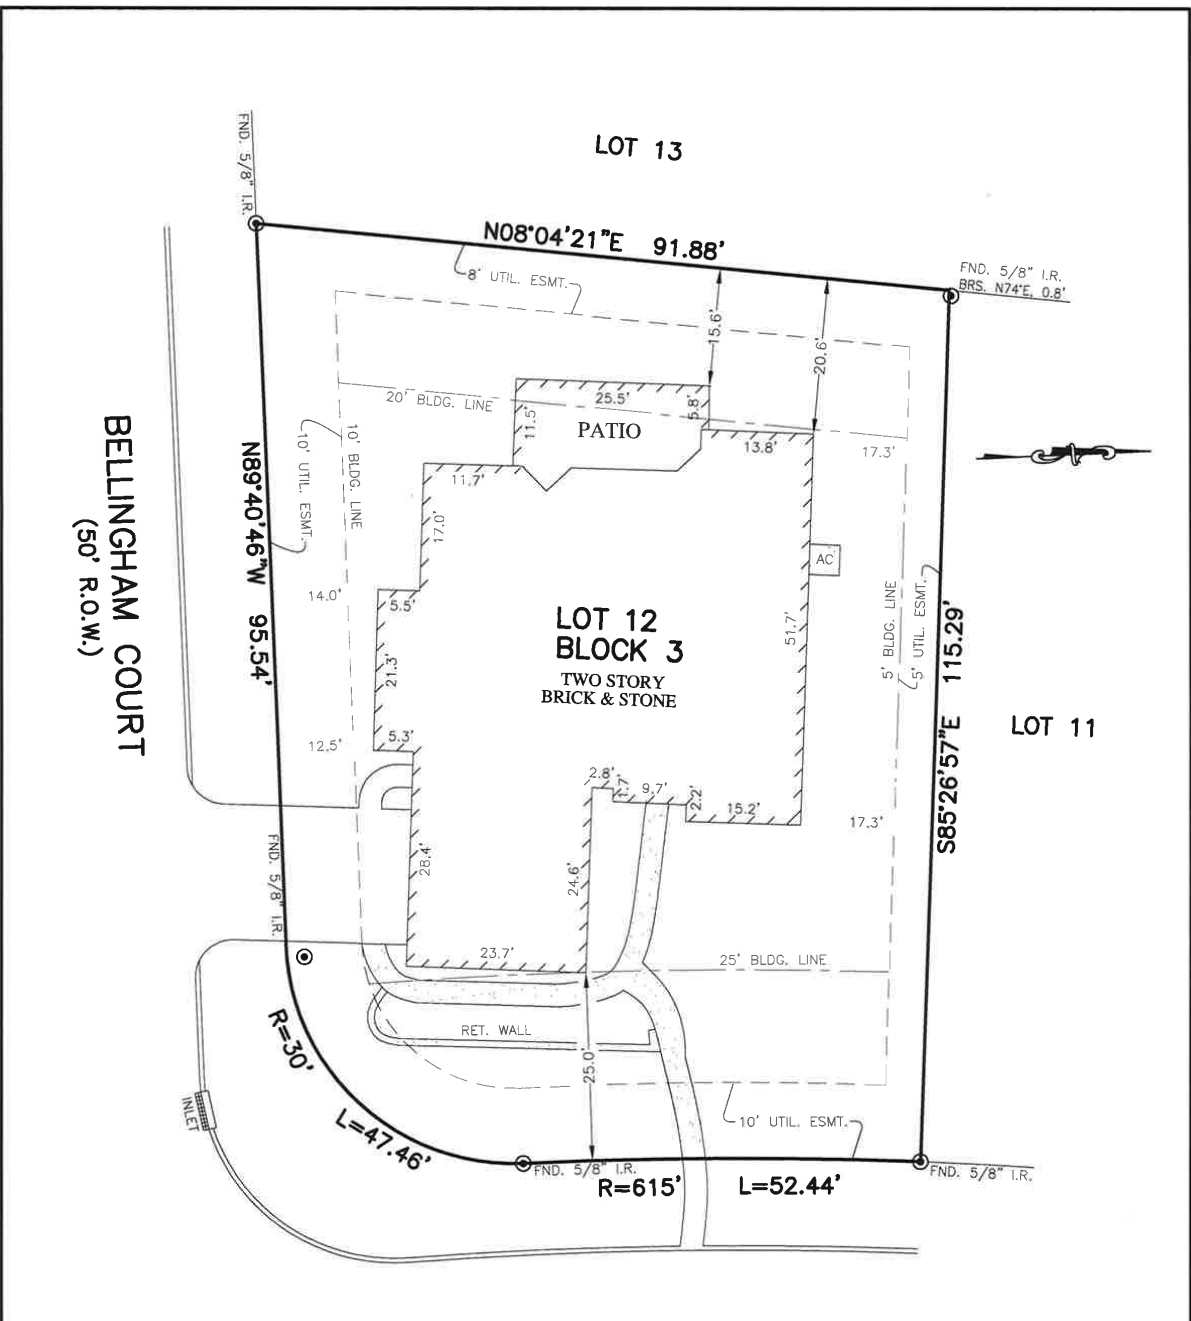 LOT 13
FND. 5/8" I.R.
N08°04'21"E 91.88'
8' UTIL. ESMT.
FND. 5/8" I.R.
BRS. N74°E, 0.8'
15.6'
20.6'
20' BLDG. LINE
25.5'
5.8'
11.5'
PATIO
13.8'
17.3'
10' BLDG. LINE
10' UTIL. ESMT.
N89°40'46"W 95.54'
BELLINGHAM COURT
(50' R.O.W.)
11.7'
17.0'
AC
14.0'
5.5'
LOT 12
BLOCK 3
TWO STORY
BRICK & STONE
51.7'
5' BLDG. LINE
5' UTIL. ESMT.
S85°26'57"E 115.29'
LOT 11
21.3'
12.5'
5.3'
2.8'
1.7'
9.7'
2.2'
15.2'
17.3'
FND. 5/8" I.R.
28.4'
24.6'
23.7'
25' BLDG. LINE
RET. WALL
R=30'
L=47.46'
25.0'
INLET
10' UTIL. ESMT.
FND. 5/8" I.R.
R=615' L=52.44'
FND. 5/8" I.R.